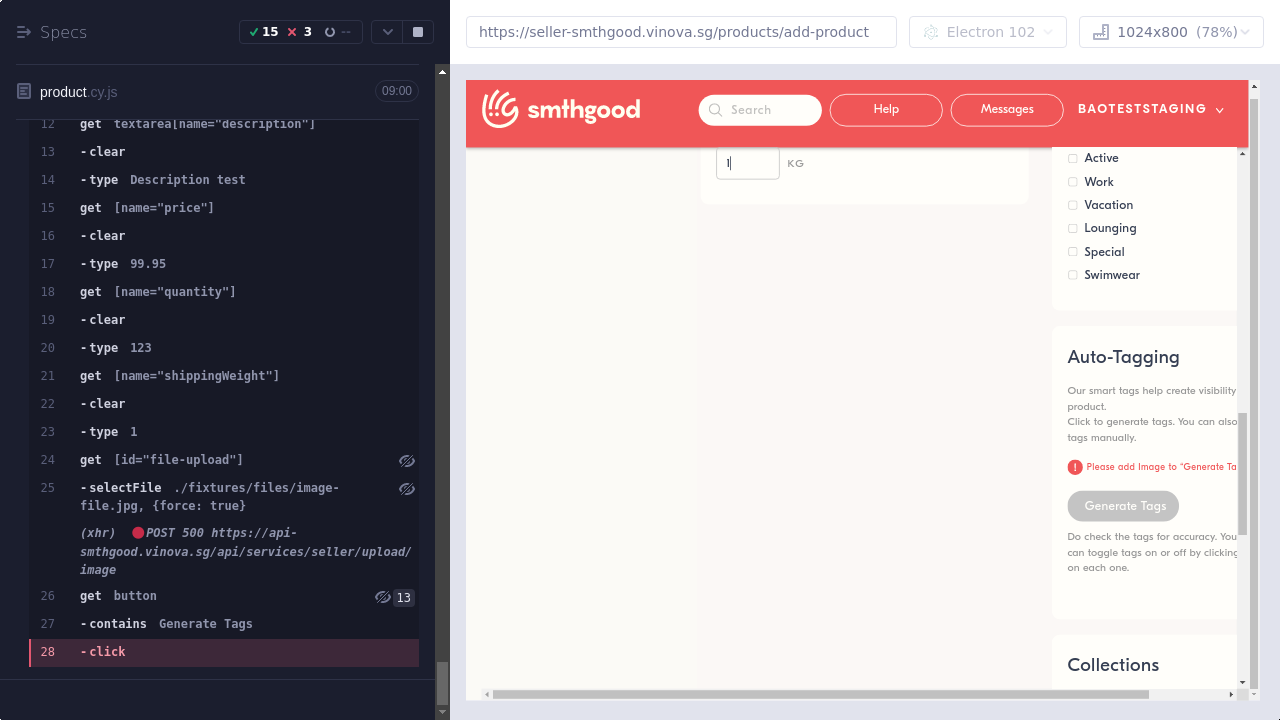 Specs
15
3
--
https://seller-smthgood.vinova.sg/products/add-product
Electron 102
1024x800 (78%)
product.cy.js
09:00
12 get textarea[name="description"]
13 -clear
14 -type Description test
15 get [name="price"]
16 -clear
17 -type 99.95
18 get [name="quantity"]
19 -clear
20 -type 123
21 get [name="shippingWeight"]
22 -clear
23 -type 1
24 get [id="file-upload"]
25 -selectFile ./fixtures/files/image-
file.jpg, {force: true}
(xhr) POST 500 https://api-
smthgood.vinova.sg/api/services/seller/upload/
image
26 get button 13
27 -contains Generate Tags
28 -click
smthgood
Search
Help
Messages
BAOTESTSTAGING
1
KG
Active
Work
Vacation
Lounging
Special
Swimwear
Auto-Tagging
Our smart tags help create visibility
product.
Click to generate tags. You can also
tags manually.
! Please add Image to "Generate Ta
Generate Tags
Do check the tags for accuracy. You
can toggle tags on or off by clicking
on each one.
Collections